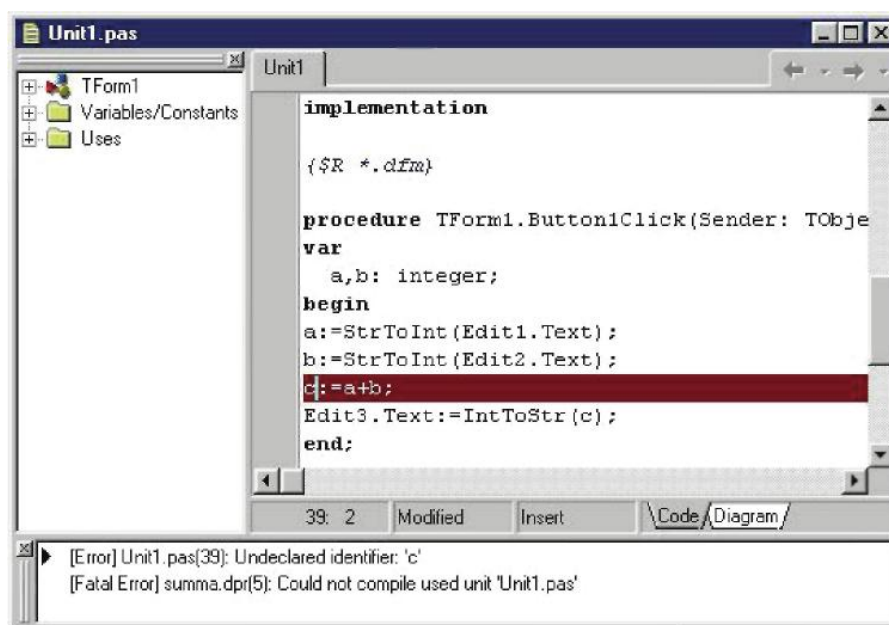 Unit1.pas
TForm1
Variables/Constants
Uses
Unit1
implementation
{$R *.dfm}
procedure TForm1.Button1Click(Sender: TObje
var
a,b: integer;
begin
a:=StrToInt(Edit1.Text);
b:=StrToInt(Edit2.Text);
c:=a+b;
Edit3.Text:=IntToStr(c);
end;
39: 2 Modified Insert Code Diagram
[Error] Unit1.pas(39): Undeclared identifier: 'c'
[Fatal Error] summa.dpr(5): Could not compile used unit 'Unit1.pas'